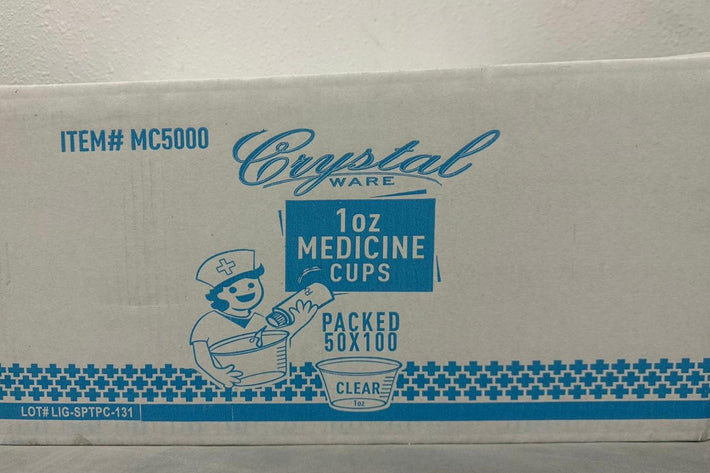 ITEM# MC5000
Crystal
WARE
1oz
MEDICINE
CUPS
PACKED
50X100
CLEAR
1oz
LOT# LIG-SPTPC-131